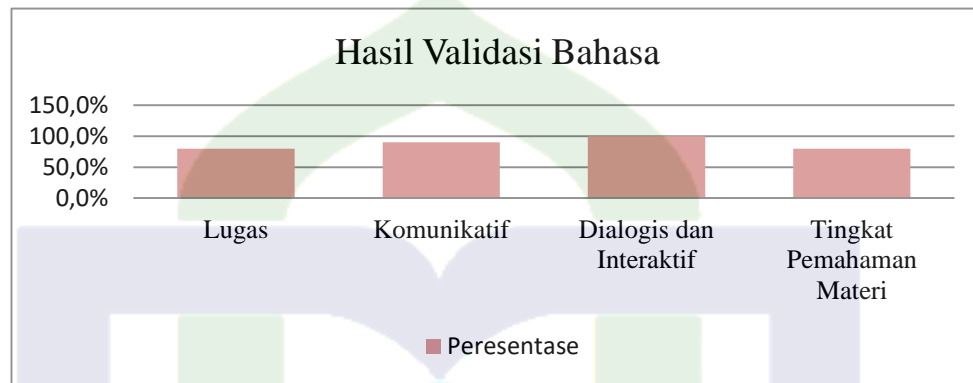 Hasil Validasi Bahasa
150,0%
100,0%
50,0%
0,0%
Lugas
Komunikatif
Dialogis dan
Interaktif
Tingkat
Pemahaman
Materi
Peresentase